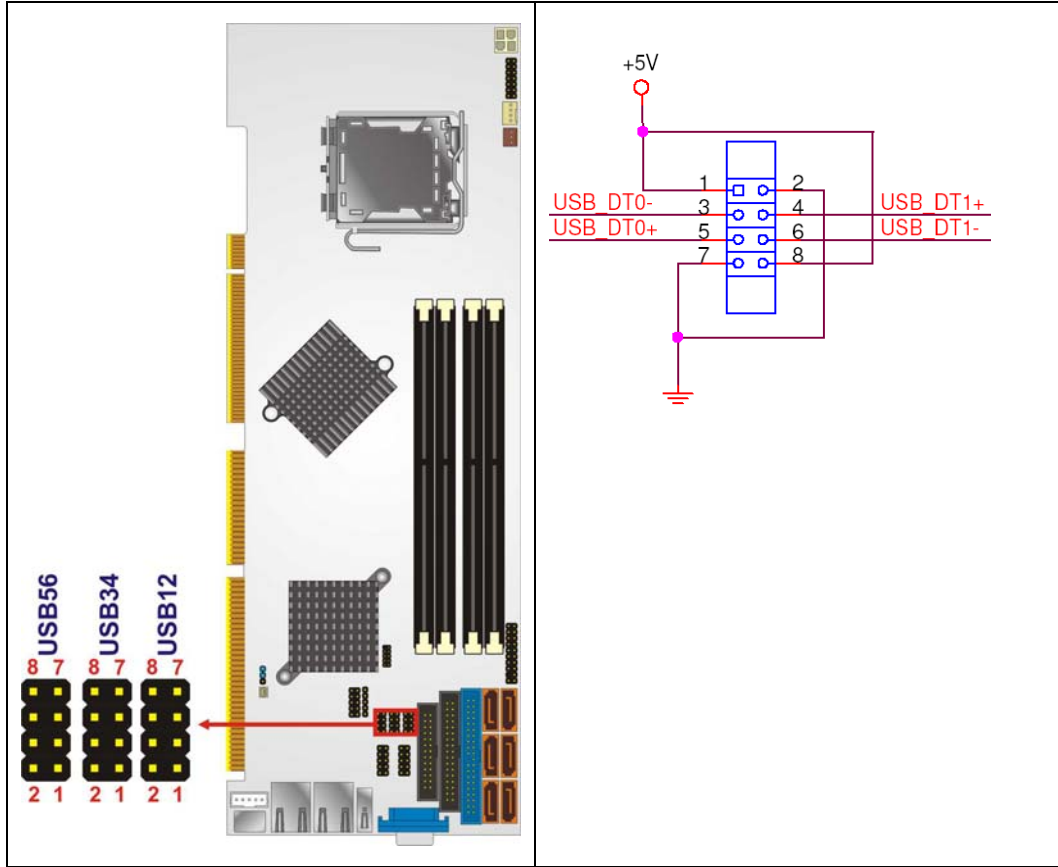 USB56
USB34
USB12
8 7 8 7 8 7
2 1 2 1 2 1
+5V
1 2
USB_DT0- 3 4 USB_DT1+
USB_DT0+ 5 6 USB_DT1-
7 8